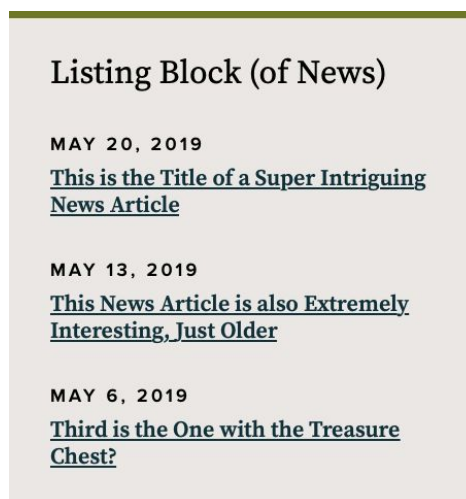 Listing Block (of News)
MAY 20, 2019
This is the Title of a Super Intriguing
News Article
MAY 13, 2019
This News Article is also Extremely
Interesting, Just Older
MAY 6, 2019
Third is the One with the Treasure
Chest?